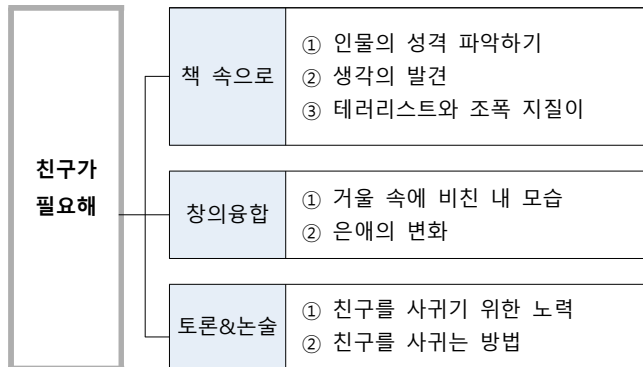 친구가
필요해
책 속으로
① 인물의 성격 파악하기
② 생각의 발견
③ 테러리스트와 조폭 지질이
창의융합
① 거울 속에 비친 내 모습
② 은애의 변화
토론&논술
① 친구를 사귀기 위한 노력
② 친구를 사귀는 방법